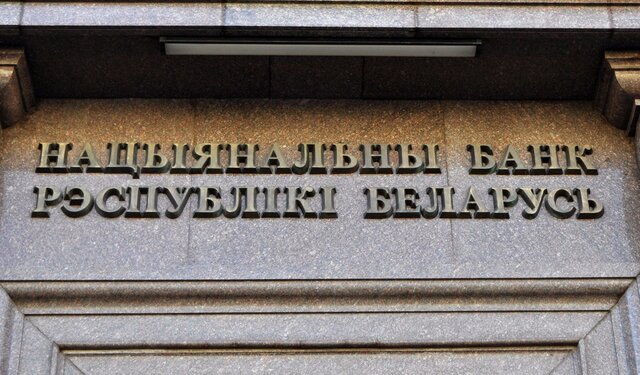 НАЦЫЯНАЛЬНЫ БАНК
РЭСПУБЛІКІ БЕЛАРУСЬ